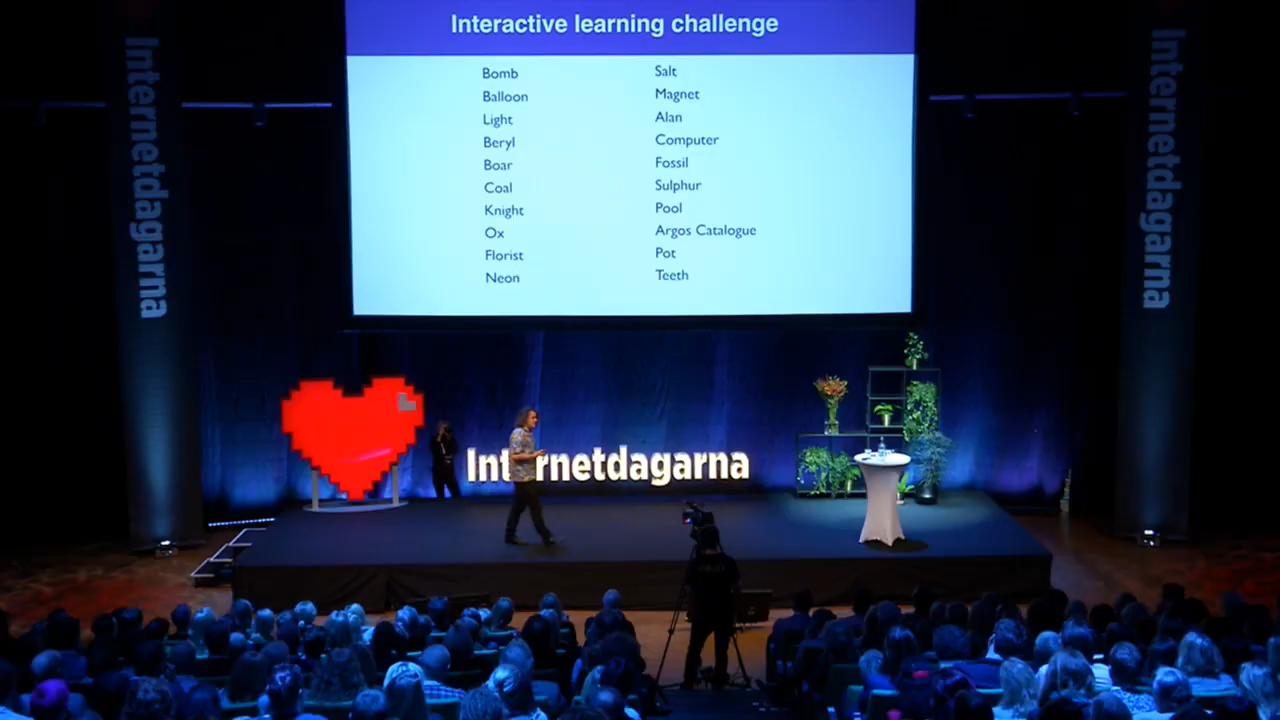 Interactive learning challenge
Bomb
Balloon
Light
Beryl
Boar
Coal
Knight
Ox
Florist
Neon
Salt
Magnet
Alan
Computer
Fossil
Sulphur
Pool
Argos Catalogue
Pot
Teeth
Internetdagarna
Internetdagarna
Internetdagarna